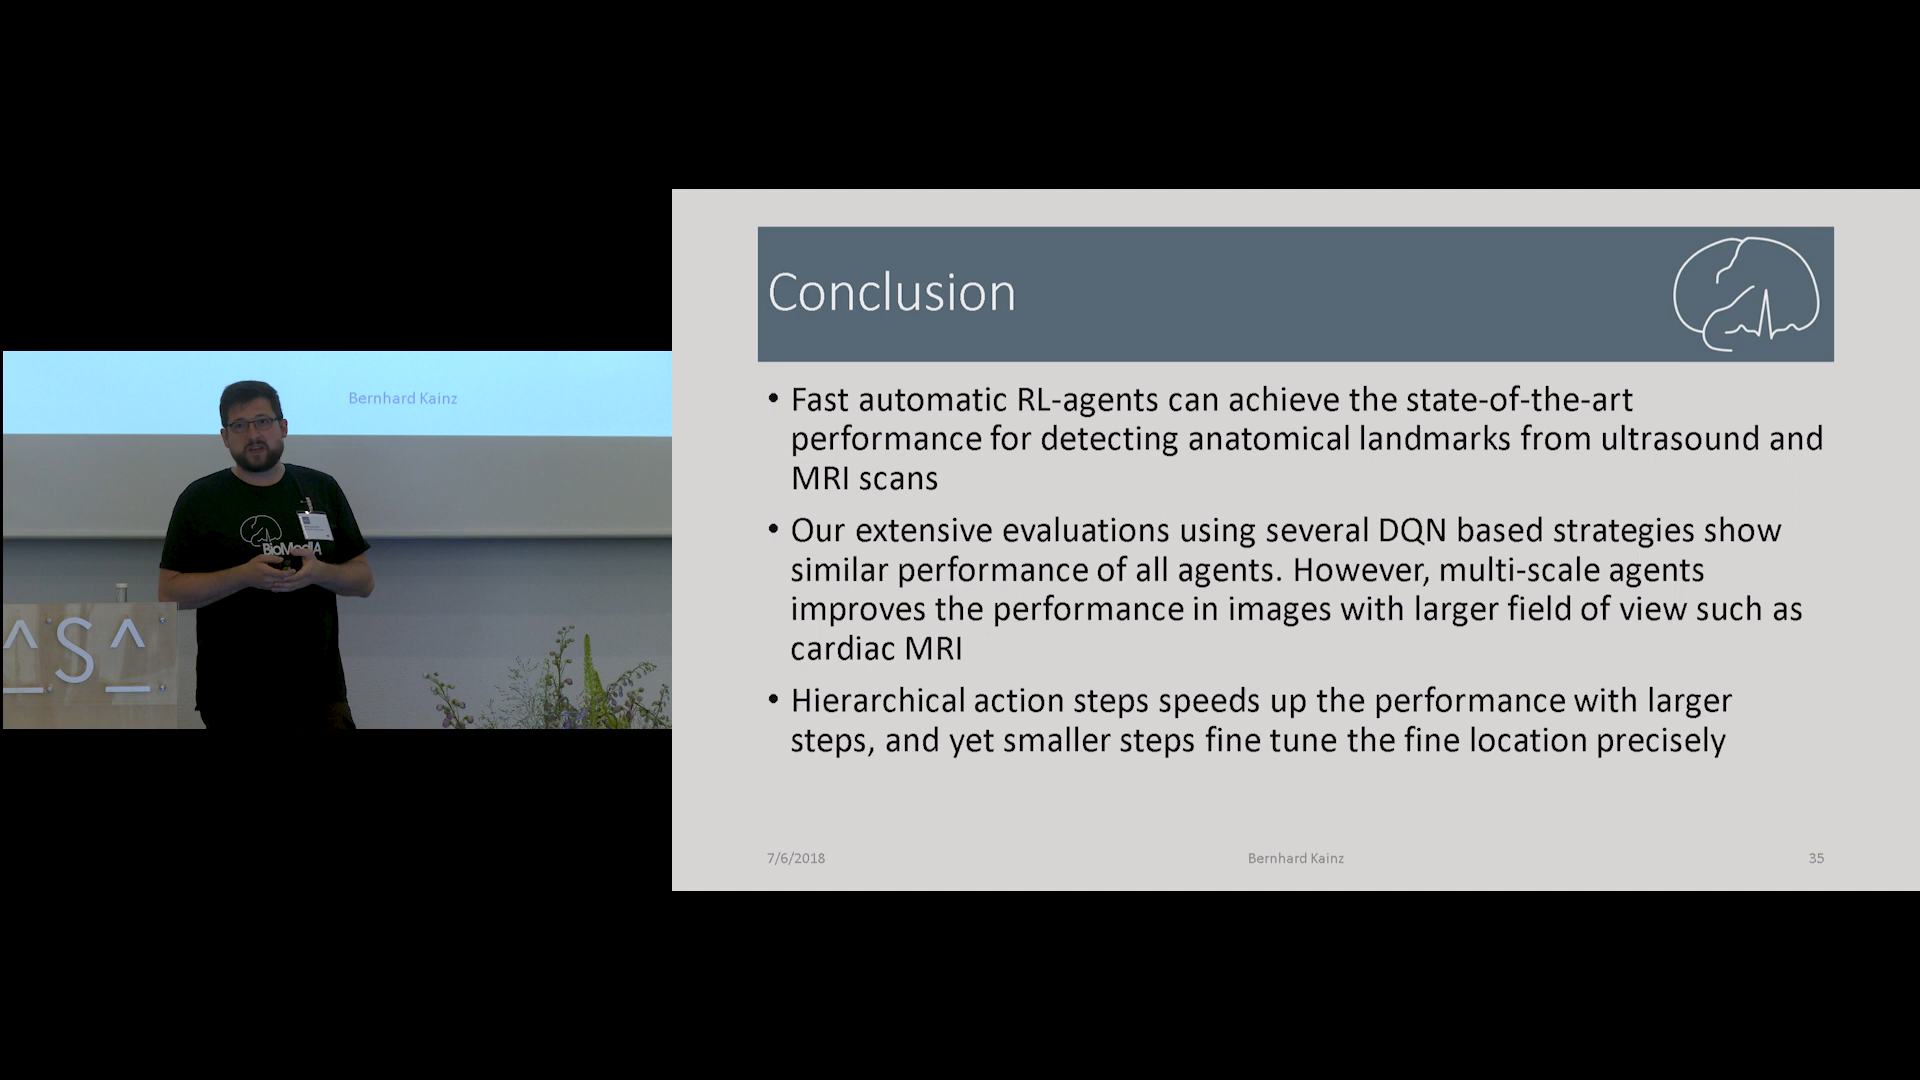 Bernhard Kainz
BioMedIA
ASA
Conclusion
• Fast automatic RL-agents can achieve the state-of-the-art
performance for detecting anatomical landmarks from ultrasound and
MRI scans
• Our extensive evaluations using several DQN based strategies show
similar performance of all agents. However, multi-scale agents
improves the performance in images with larger field of view such as
cardiac MRI
• Hierarchical action steps speeds up the performance with larger
steps, and yet smaller steps fine tune the fine location precisely
7/6/2018
Bernhard Kainz
35